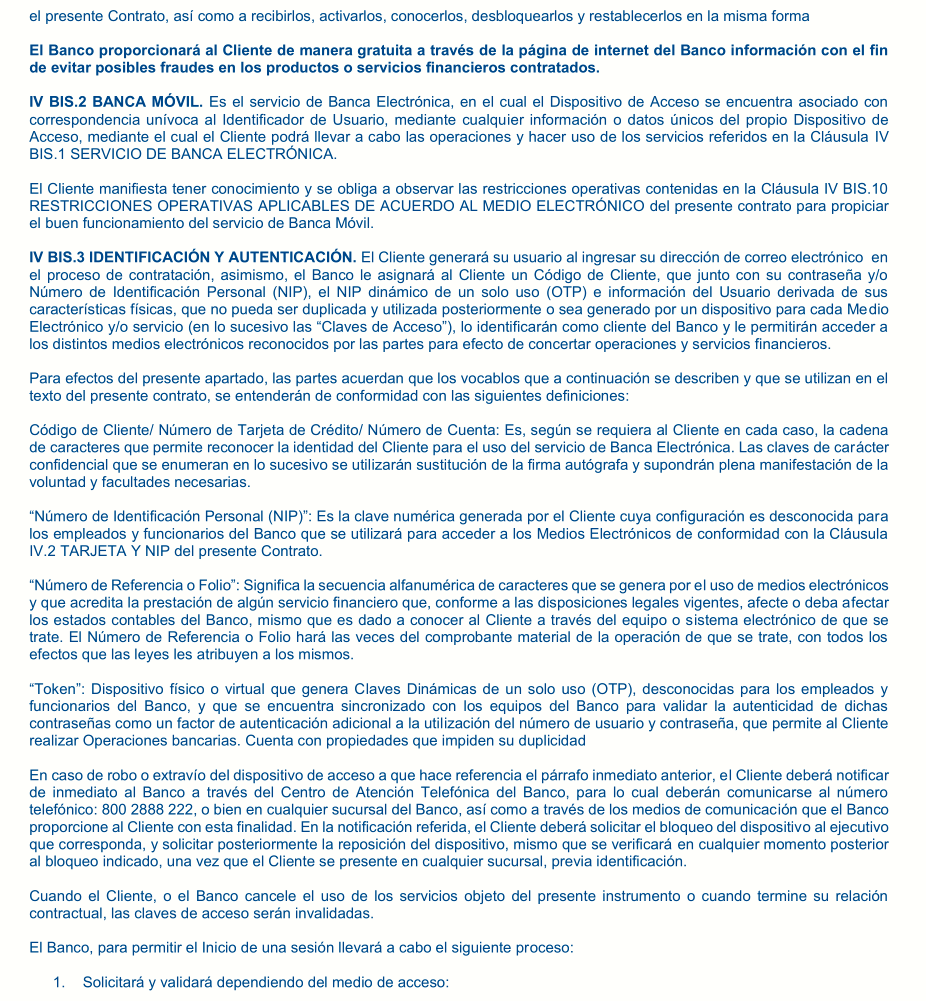 el presente Contrato, así como a recibirlos, activarlos, conocerlos, desbloquearlos y restablecerlos en la misma forma
El Banco proporcionará al Cliente de manera gratuita a través de la página de internet del Banco información con el fin
de evitar posibles fraudes en los productos o servicios financieros contratados.
IV BIS.2 BANCA MÓVIL. Es el servicio de Banca Electrónica, en el cual el Dispositivo de Acceso se encuentra asociado con
correspondencia unívoca al Identificador de Usuario, mediante cualquier información o datos únicos del propio Dispositivo de
Acceso, mediante el cual el Cliente podrá llevar a cabo las operaciones y hacer uso de los servicios referidos en la Cláusula IV
BIS.1 SERVICIO DE BANCA ELECTRÓNICA.
El Cliente manifiesta tener conocimiento y se obliga a observar las restricciones operativas contenidas en la Cláusula IV BIS.10
RESTRICCIONES OPERATIVAS APLICABLES DE ACUERDO AL MEDIO ELECTRÓNICO del presente contrato para propiciar
el buen funcionamiento del servicio de Banca Móvil.
IV BIS.3 IDENTIFICACIÓN Y AUTENTICACIÓN. El Cliente generará su usuario al ingresar su dirección de correo electrónico en
el proceso de contratación, asimismo, el Banco le asignará al Cliente un Código de Cliente, que junto con su contraseña y/o
Número de Identificación Personal (NIP), el NIP dinámico de un solo uso (OTP) e información del Usuario derivada de sus
características físicas, que no pueda ser duplicada y utilizada posteriormente o sea generado por un dispositivo para cada Medio
Electrónico y/o servicio (en lo sucesivo las “Claves de Acceso”), lo identificarán como cliente del Banco y le permitirán acceder a
los distintos medios electrónicos reconocidos por las partes para efecto de concertar operaciones y servicios financieros.
Para efectos del presente apartado, las partes acuerdan que los vocablos que a continuación se describen y que se utilizan en el
texto del presente contrato, se entenderán de conformidad con las siguientes definiciones:
Código de Cliente/ Número de Tarjeta de Crédito/ Número de Cuenta: Es, según se requiera al Cliente en cada caso, la cadena
de caracteres que permite reconocer la identidad del Cliente para el uso del servicio de Banca Electrónica. Las claves de carácter
confidencial que se enumeran en lo sucesivo se utilizarán sustitución de la firma autógrafa y supondrán plena manifestación de la
voluntad y facultades necesarias.
“Número de Identificación Personal (NIP)”: Es la clave numérica generada por el Cliente cuya configuración es desconocida para
los empleados y funcionarios del Banco que se utilizará para acceder a los Medios Electrónicos de conformidad con la Cláusula
IV.2 TARJETA Y NIP del presente Contrato.
“Número de Referencia o Folio”: Significa la secuencia alfanumérica de caracteres que se genera por el uso de medios electrónicos
y que acredita la prestación de algún servicio financiero que, conforme a las disposiciones legales vigentes, afecte o deba afectar
los estados contables del Banco, mismo que es dado a conocer al Cliente a través del equipo o sistema electrónico de que se
trate. El Número de Referencia o Folio hará las veces del comprobante material de la operación de que se trate, con todos los
efectos que las leyes les atribuyen a los mismos.
“Token”: Dispositivo físico o virtual que genera Claves Dinámicas de un solo uso (OTP), desconocidas para los empleados y
funcionarios del Banco, y que se encuentra sincronizado con los equipos del Banco para validar la autenticidad de dichas
contraseñas como un factor de autenticación adicional a la utilización del número de usuario y contraseña, que permite al Cliente
realizar Operaciones bancarias. Cuenta con propiedades que impiden su duplicidad
En caso de robo o extravío del dispositivo de acceso a que hace referencia el párrafo inmediato anterior, el Cliente deberá notificar
de inmediato al Banco a través del Centro de Atención Telefónica del Banco, para lo cual deberán comunicarse al número
telefónico: 800 2888 222, o bien en cualquier sucursal del Banco, así como a través de los medios de comunicación que el Banco
proporcione al Cliente con esta finalidad. En la notificación referida, el Cliente deberá solicitar el bloqueo del dispositivo al ejecutivo
que corresponda, y solicitar posteriormente la reposición del dispositivo, mismo que se verificará en cualquier momento posterior
al bloqueo indicado, una vez que el Cliente se presente en cualquier sucursal, previa identificación.
Cuando el Cliente, o el Banco cancele el uso de los servicios objeto del presente instrumento o cuando termine su relación
contractual, las claves de acceso serán invalidadas.
El Banco, para permitir el Inicio de una sesión llevará a cabo el siguiente proceso:
1. Solicitará y validará dependiendo del medio de acceso: